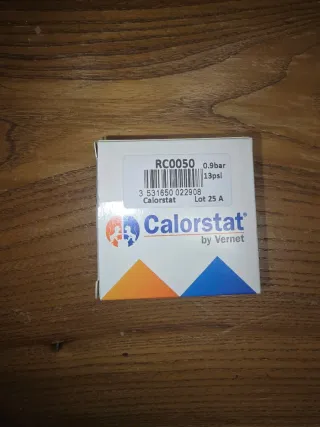 RC0050 0.9bar
13psi
3 531650 022908
Calorstat Lot 25 A
Calorstat®
by Vernet